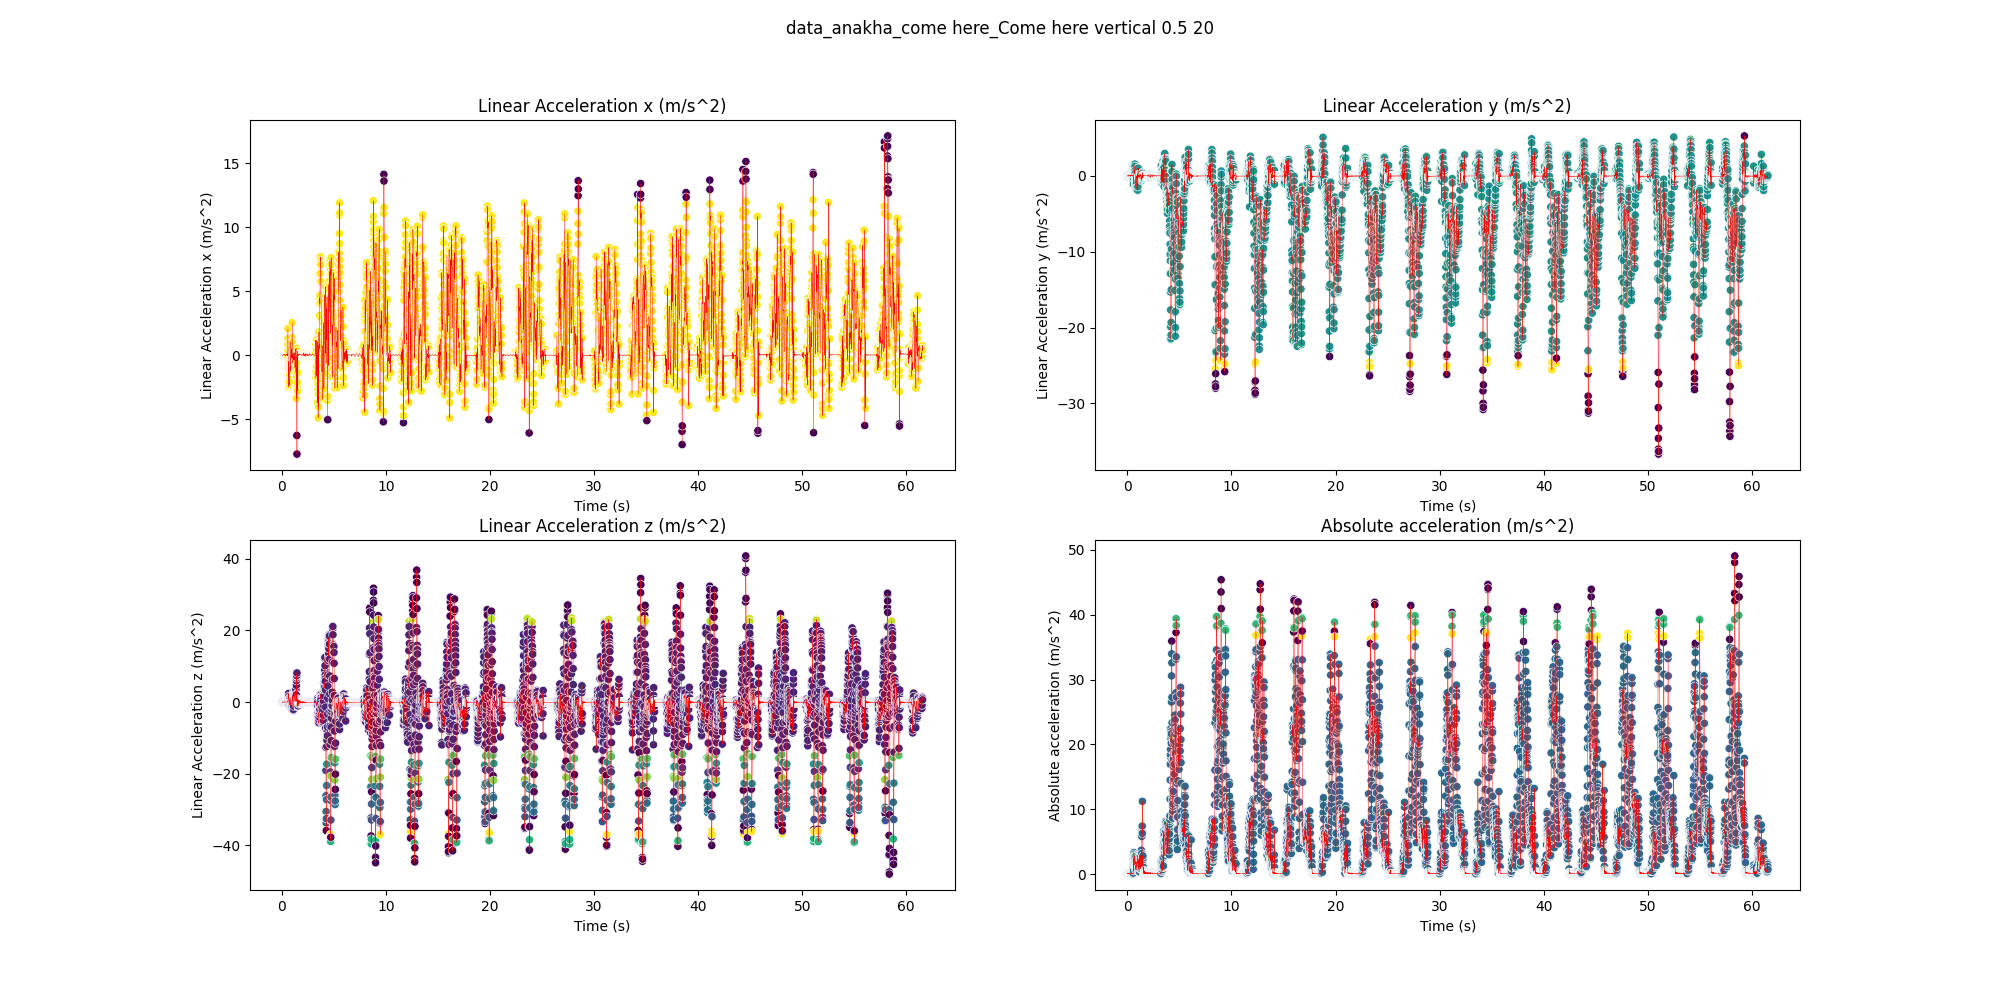 data_anakha_come here_Come here vertical 0.5 20
Linear Acceleration x (m/s^2)
Linear Acceleration x (m/s^2)
15
10
5
0
−5
0 10 20 30 40 50 60
Time (s)
Linear Acceleration y (m/s^2)
Linear Acceleration y (m/s^2)
0
−10
−20
−30
0 10 20 30 40 50 60
Time (s)
Linear Acceleration z (m/s^2)
Linear Acceleration z (m/s^2)
40
20
0
−20
−40
0 10 20 30 40 50 60
Time (s)
Absolute acceleration (m/s^2)
Absolute acceleration (m/s^2)
50
40
30
20
10
0
0 10 20 30 40 50 60
Time (s)